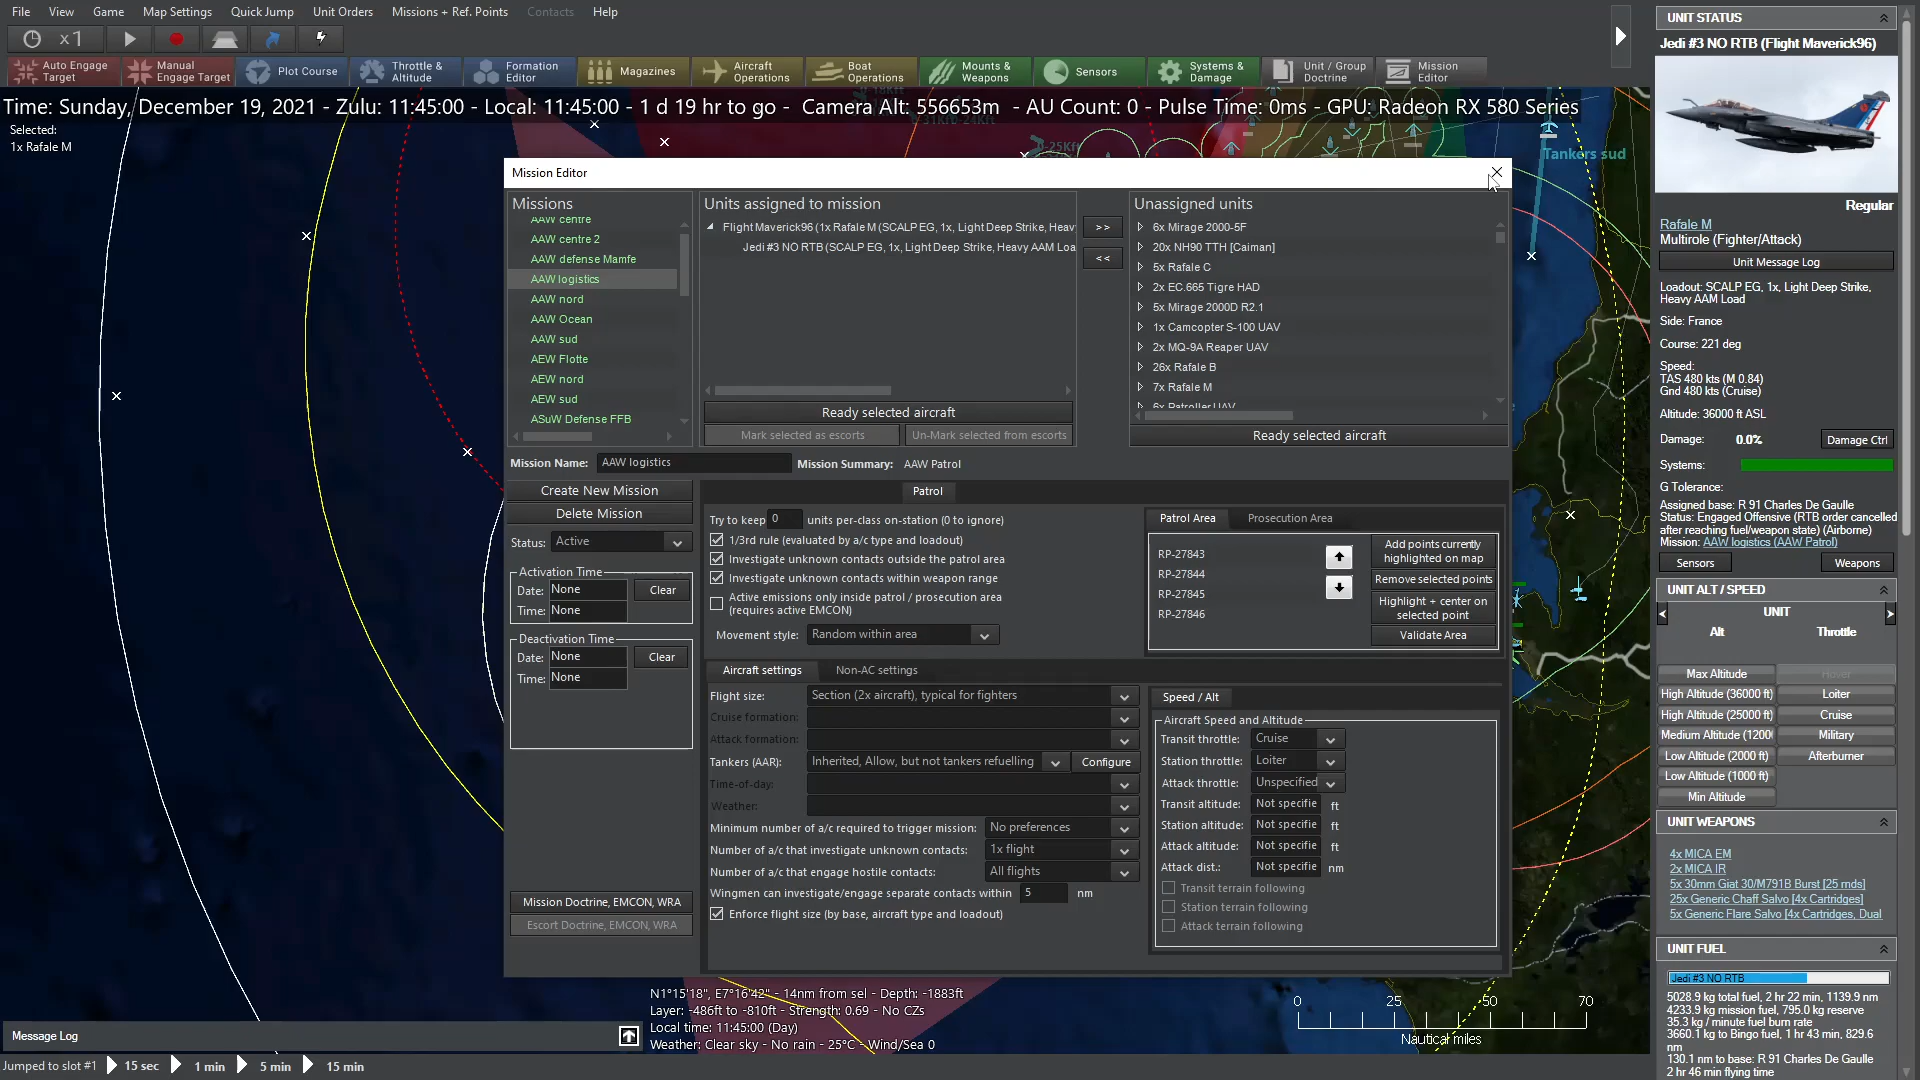 File View Game Map Settings Quick Jump Unit Orders Missions + Ref. Points Contacts Help
x1
Auto Engage Target
Manual Engage Target
Plot Course
Throttle & Altitude
Formation Editor
Magazines
Aircraft Operations
Boat Operations
Mounts & Weapons
Sensors
Systems & Damage
Unit / Group Doctrine
Mission Editor
Time: Sunday, December 19, 2021 - Zulu: 11:45:00 - Local: 11:45:00 - 1 d 19 hr to go - Camera Alt: 556653m - AU Count: 0 - Pulse Time: 0ms - GPU: Radeon RX 580 Series
Selected:
1x Rafale M
Tankers sud
Mission Editor
Missions
AAW centre
AAW centre 2
AAW defense Mamfe
AAW logistics
AAW nord
AAW Ocean
AAW sud
AEW Flotte
AEW nord
AEW sud
ASuW Defense FFB
Units assigned to mission
Flight Maverick96 (1x Rafale M (SCALP EG, 1x, Light Deep Strike, Heav
Jedi #3 NO RTB (SCALP EG, 1x, Light Deep Strike, Heavy AAM Loa
>>
<<
Ready selected aircraft
Mark selected as escorts
Un-Mark selected from escorts
Unassigned units
6x Mirage 2000-5F
20x NH90 TTH [Caiman]
5x Rafale C
2x EC.665 Tigre HAD
5x Mirage 2000D R2.1
1x Camcopter S-100 UAV
2x MQ-9A Reaper UAV
26x Rafale B
7x Rafale M
6x Patroller UAV
Ready selected aircraft
Mission Name: AAW logistics Mission Summary: AAW Patrol
Create New Mission
Delete Mission
Status: Active
Activation Time
Date: None Clear
Time: None
Deactivation Time
Date: None Clear
Time: None
Mission Doctrine, EMCON, WRA
Escort Doctrine, EMCON, WRA
Patrol
Try to keep 0 units per-class on-station (0 to ignore)
1/3rd rule (evaluated by a/c type and loadout)
Investigate unknown contacts outside the patrol area
Investigate unknown contacts within weapon range
Active emissions only inside patrol / prosecution area
(requires active EMCON)
Movement style: Random within area
Patrol Area Prosecution Area
RP-27843
RP-27844
RP-27845
RP-27846
Add points currently highlighted on map
Remove selected points
Highlight + center on selected point
Validate Area
Aircraft settings Non-AC settings
Flight size: Section (2x aircraft), typical for fighters
Cruise formation:
Attack formation:
Tankers (AAR): Inherited, Allow, but not tankers refuelling Configure
Time-of-day:
Weather:
Minimum number of a/c required to trigger mission: No preferences
Number of a/c that investigate unknown contacts: 1x flight
Number of a/c that engage hostile contacts: All flights
Wingmen can investigate/engage separate contacts within 5 nm
Enforce flight size (by base, aircraft type and loadout)
Speed / Alt
Aircraft Speed and Altitude
Transit throttle: Cruise
Station throttle: Loiter
Attack throttle: Unspecified
Transit altitude: Not specifie ft
Station altitude: Not specifie ft
Attack altitude: Not specifie ft
Attack dist.: Not specifie nm
Transit terrain following
Station terrain following
Attack terrain following
N1°15'18", E7°16'42" - 14nm from sel - Depth: -1883ft
Layer: -486ft to -810ft - Strength: 0.69 - No CZs
Local time: 11:45:00 (Day)
Weather: Clear sky - No rain - 25°C - Wind/Sea 0
0 25 50 70
Nautical miles
Message Log
Jumped to slot #1 15 sec 1 min 5 min 15 min
UNIT STATUS
Jedi #3 NO RTB (Flight Maverick96)
Regular
Rafale M
Multirole (Fighter/Attack)
Unit Message Log
Loadout: SCALP EG, 1x, Light Deep Strike,
Heavy AAM Load
Side: France
Course: 221 deg
Speed:
TAS 480 kts (M 0.84)
Gnd 480 kts (Cruise)
Altitude: 36000 ft ASL
Damage: 0.0% Damage Ctrl
Systems:
G Tolerance:
Assigned base: R 91 Charles De Gaulle
Status: Engaged Offensive (RTB order cancelled
after reaching fuel/weapon state) (Airborne)
Mission: AAW logistics (AAW Patrol)
Sensors Weapons
UNIT ALT / SPEED
< UNIT >
Alt Throttle
Max Altitude Hover
High Altitude (36000 ft) Loiter
High Altitude (25000 ft) Cruise
Medium Altitude (1200 Military
Low Altitude (2000 ft) Afterburner
Low Altitude (1000 ft)
Min Altitude
UNIT WEAPONS
4x MICA EM
2x MICA IR
5x 30mm Giat 30/M791B Burst [25 rnds]
25x Generic Chaff Salvo [4x Cartridges]
5x Generic Flare Salvo [4x Cartridges, Dual
UNIT FUEL
Jedi #3 NO RTB
5028.9 kg total fuel, 2 hr 22 min, 1139.9 nm
4233.9 kg mission fuel, 795.0 kg reserve
35.3 kg / minute fuel burn rate
3660.1 kg to Bingo fuel, 1 hr 43 min, 829.6
nm
130.1 nm to base: R 91 Charles De Gaulle
2 hr 46 min flying time